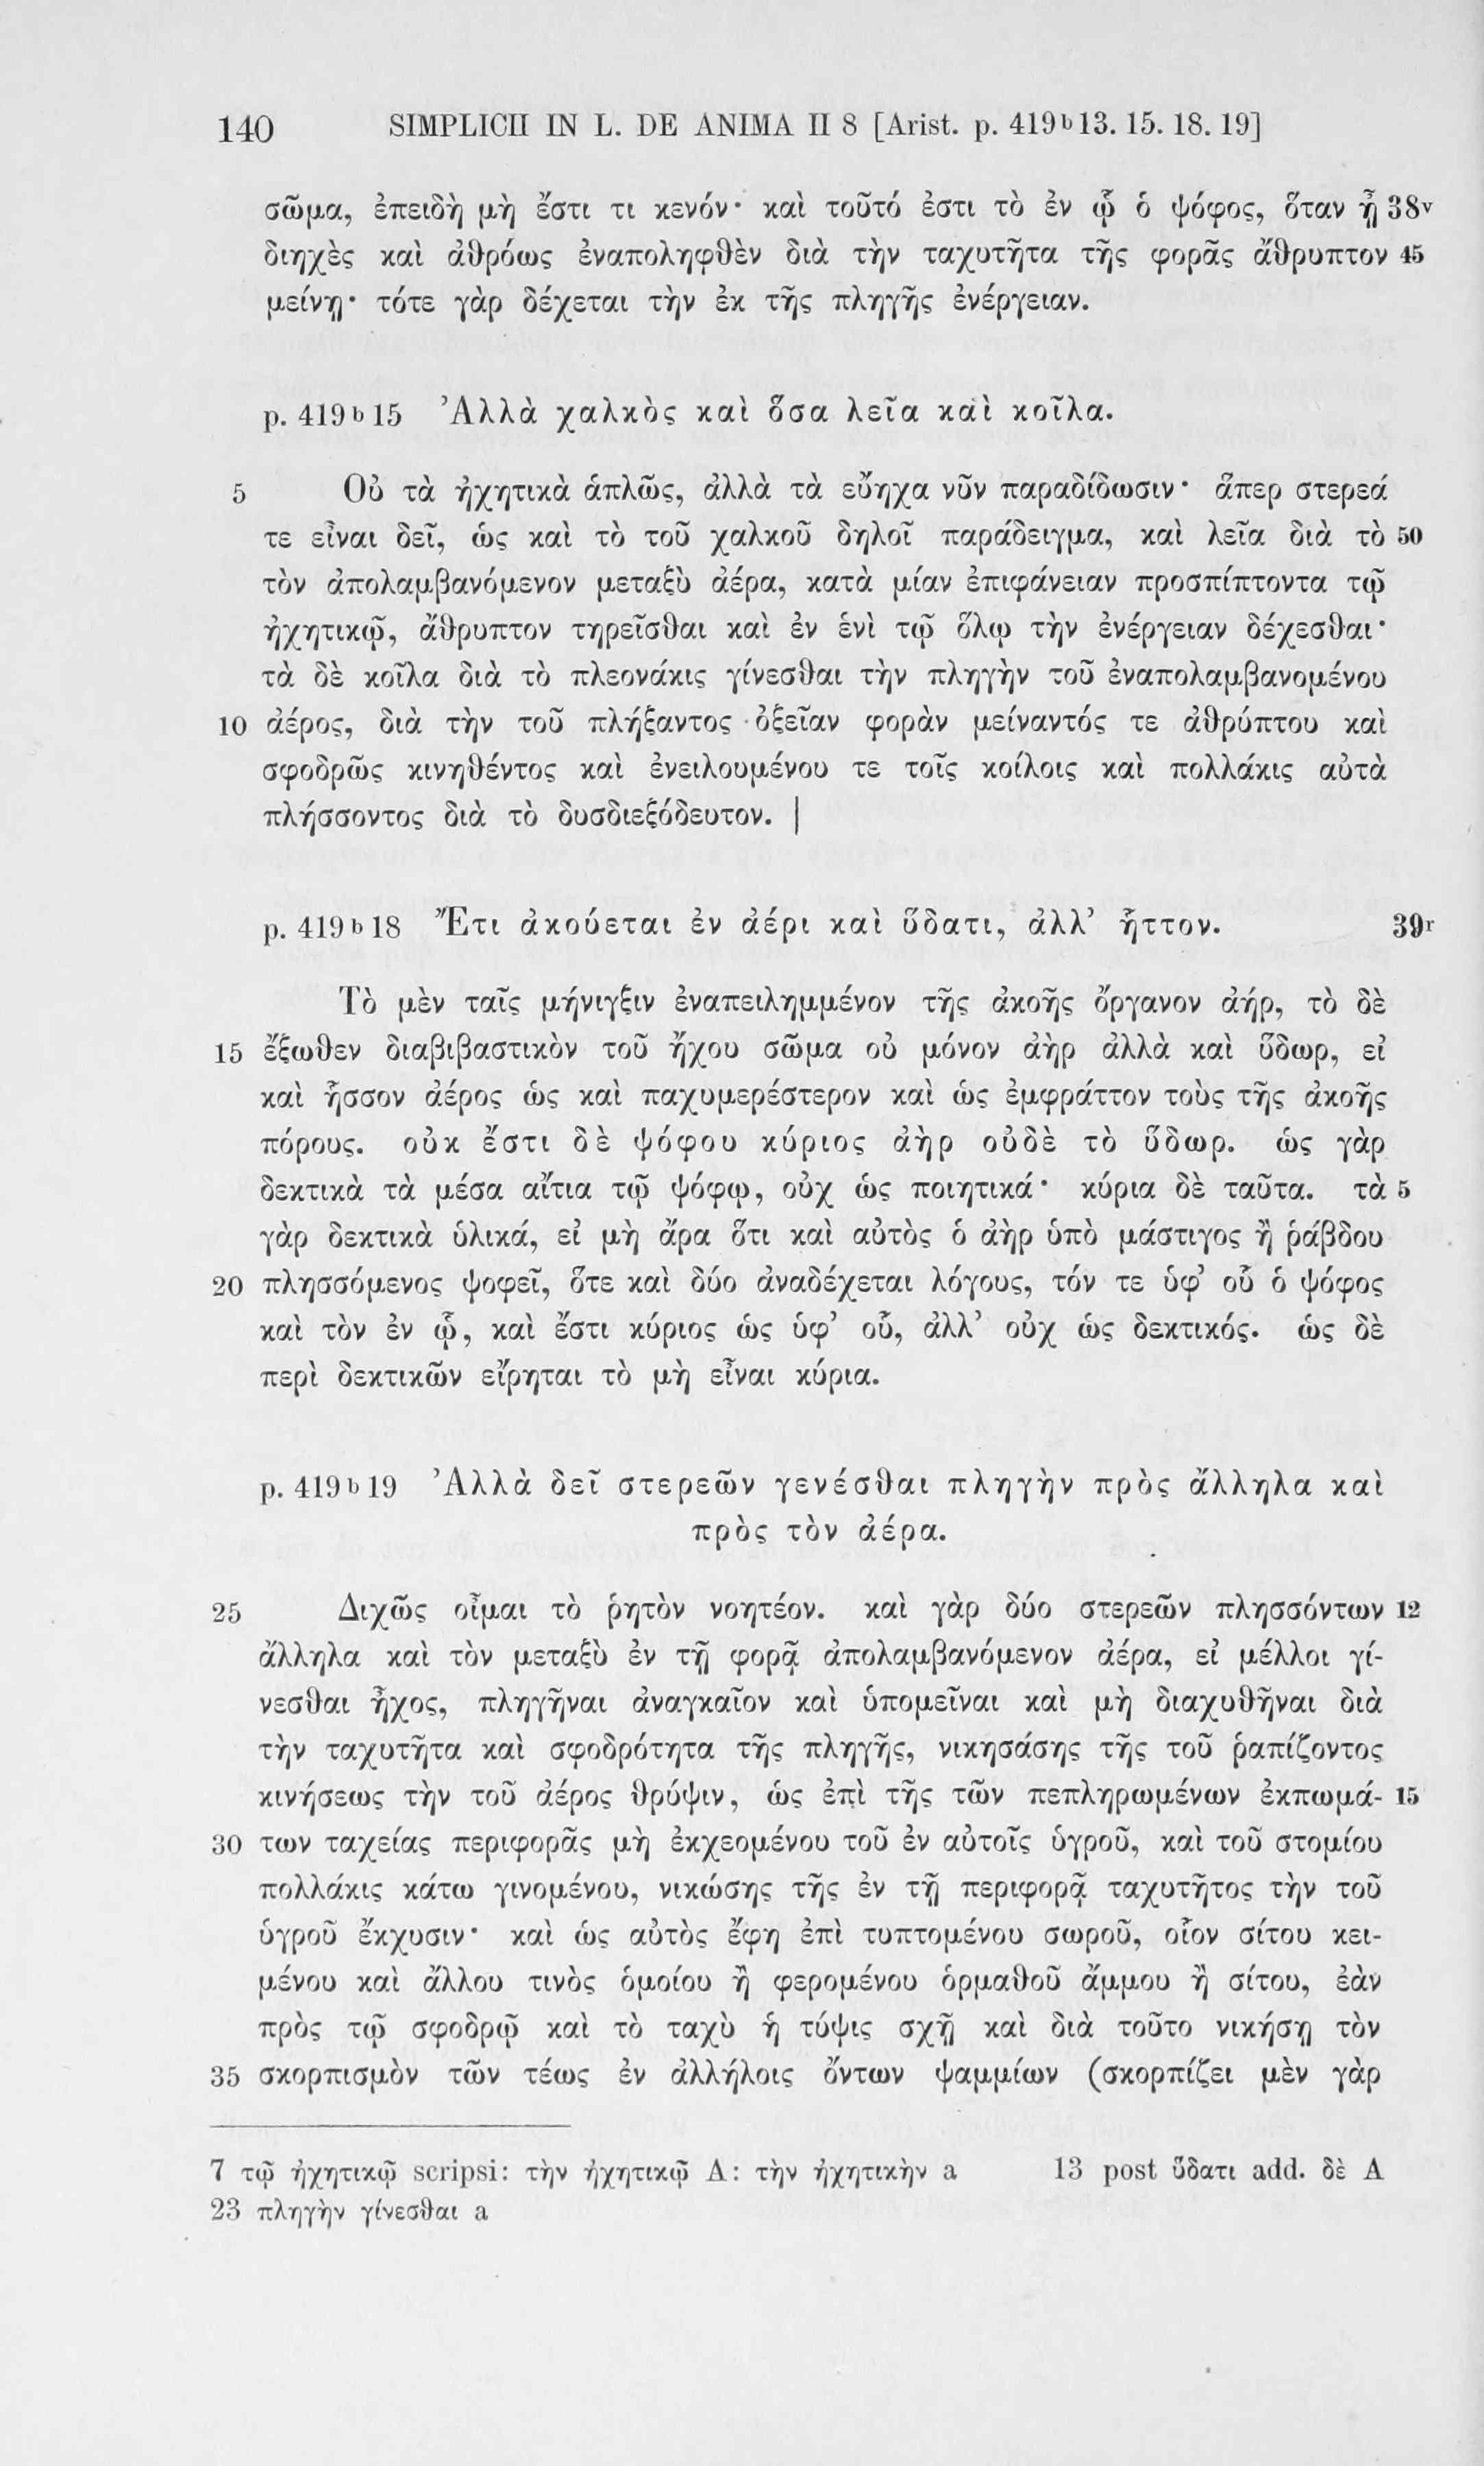 140 SIMPLICII IN L. DE ANIMA II 8 [Arist. p. 419ᵇ13. 15. 18. 19]
σῶμα, ἐπειδὴ μὴ ἔστι τι κενόν· καὶ τοῦτό ἐστι τὸ ἐν ᾧ ὁ ψόφος, ὅταν ᾖ 38ᵛ
διηχὲς καὶ ἀθρόως ἐναποληφθὲν διὰ τὴν ταχυτῆτα τῆς φορᾶς ἄθρυπτον 45
μείνῃ· τότε γὰρ δέχεται τὴν ἐκ τῆς πληγῆς ἐνέργειαν.
p. 419ᵇ15 Ἀλλὰ χαλκὸς καὶ ὅσα λεῖα καὶ κοῖλα.
5 Οὐ τὰ ἠχητικὰ ἁπλῶς, ἀλλὰ τὰ εὔηχα νῦν παραδίδωσιν· ἅπερ στερεά
τε εἶναι δεῖ, ὡς καὶ τὸ τοῦ χαλκοῦ δηλοῖ παράδειγμα, καὶ λεῖα διὰ τὸ 50
τὸν ἀπολαμβανόμενον μεταξὺ ἀέρα, κατὰ μίαν ἐπιφάνειαν προσπίπτοντα τῷ
ἠχητικῷ, ἄθρυπτον τηρεῖσθαι καὶ ἐν ἑνὶ τῷ ὅλῳ τὴν ἐνέργειαν δέχεσθαι·
τὰ δὲ κοῖλα διὰ τὸ πλεονάκις γίνεσθαι τὴν πληγὴν τοῦ ἐναπολαμβανομένου
10 ἀέρος, διὰ τὴν τοῦ πλήξαντος ὀξεῖαν φορὰν μείναντός τε ἀθρύπτου καὶ
σφοδρῶς κινηθέντος καὶ ἐνειλουμένου τε τοῖς κοίλοις καὶ πολλάκις αὐτὰ
πλήσσοντος διὰ τὸ δυσδιεξόδευτον. |
p. 419ᵇ18 Ἔτι ἀκούεται ἐν ἀέρι καὶ ὕδατι, ἀλλ’ ἧττον. 39ʳ
Τὸ μὲν ταῖς μήνιγξιν ἐναπειλημμένον τῆς ἀκοῆς ὄργανον ἀήρ, τὸ δὲ
15 ἔξωθεν διαβιβαστικὸν τοῦ ἤχου σῶμα οὐ μόνον ἀὴρ ἀλλὰ καὶ ὕδωρ, εἰ
καὶ ἧσσον ἀέρος ὡς καὶ παχυμερέστερον καὶ ὡς ἐμφράττον τοὺς τῆς ἀκοῆς
πόρους. οὐκ ἔστι δὲ ψόφου κύριος ἀὴρ οὐδὲ τὸ ὕδωρ. ὡς γὰρ
δεκτικὰ τὰ μέσα αἴτια τῷ ψόφῳ, οὐχ ὡς ποιητικά· κύρια δὲ ταῦτα. τὰ 5
γὰρ δεκτικὰ ὑλικά, εἰ μὴ ἄρα ὅτι καὶ αὐτὸς ὁ ἀὴρ ὑπὸ μάστιγος ἢ ῥάβδου
20 πλησσόμενος ψοφεῖ, ὅτε καὶ δύο ἀναδέχεται λόγους, τόν τε ὑφ’ οὗ ὁ ψόφος
καὶ τὸν ἐν ᾧ, καὶ ἔστι κύριος ὡς ὑφ’ οὗ, ἀλλ’ οὐχ ὡς δεκτικός. ὡς δὲ
περὶ δεκτικῶν εἴρηται τὸ μὴ εἶναι κύρια.
p. 419ᵇ19 Ἀλλὰ δεῖ στερεῶν γενέσθαι πληγὴν πρὸς ἄλληλα καὶ
πρὸς τὸν ἀέρα.
25 Διχῶς οἶμαι τὸ ῥητὸν νοητέον. καὶ γὰρ δύο στερεῶν πλησσόντων 12
ἄλληλα καὶ τὸν μεταξὺ ἐν τῇ φορᾷ ἀπολαμβανόμενον ἀέρα, εἰ μέλλοι γί-
νεσθαι ἦχος, πληγῆναι ἀναγκαῖον καὶ ὑπομεῖναι καὶ μὴ διαχυθῆναι διὰ
τὴν ταχυτῆτα καὶ σφοδρότητα τῆς πληγῆς, νικησάσης τῆς τοῦ ῥαπίζοντος
κινήσεως τὴν τοῦ ἀέρος θρύψιν, ὡς ἐπὶ τῆς τῶν πεπληρωμένων ἐκπωμά- 15
30 των ταχείας περιφορᾶς μὴ ἐκχεομένου τοῦ ἐν αὐτοῖς ὑγροῦ, καὶ τοῦ στομίου
πολλάκις κάτω γινομένου, νικώσης τῆς ἐν τῇ περιφορᾷ ταχυτῆτος τὴν τοῦ
ὑγροῦ ἔκχυσιν· καὶ ὡς αὐτὸς ἔφη ἐπὶ τυπτομένου σωροῦ, οἷον σίτου κει-
μένου καὶ ἄλλου τινὸς ὁμοίου ἢ φερομένου ὁρμαθοῦ ἄμμου ἢ σίτου, ἐὰν
πρὸς τῷ σφοδρῷ καὶ τὸ ταχὺ ἡ τύψις σχῇ καὶ διὰ τοῦτο νικήσῃ τὸν
35 σκορπισμὸν τῶν τέως ἐν ἀλλήλοις ὄντων ψαμμίων (σκορπίζει μὲν γὰρ
7 τῷ ἠχητικῷ scripsi: τὴν ἠχητικῷ A: τὴν ἠχητικὴν a 13 post ὕδατι add. δὲ A
23 πληγὴν γίνεσθαι a